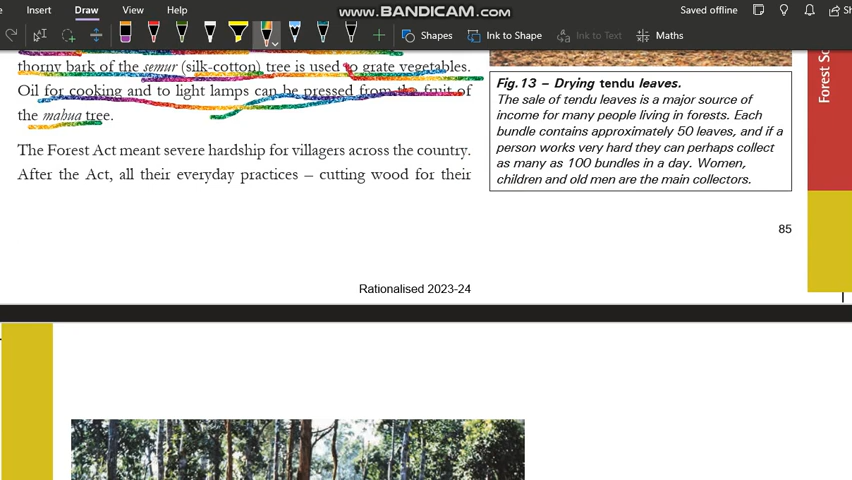 www.BANDICAM.com
Insert Draw View Help Saved offline
Shapes Ink to Shape Ink to Text Maths
thorny bark of the semur (silk-cotton) tree is used to grate vegetables.
Oil for cooking and to light lamps can be pressed from the fruit of
the mahua tree.
The Forest Act meant severe hardship for villagers across the country.
After the Act, all their everyday practices – cutting wood for their
Fig.13 – Drying tendu leaves.
The sale of tendu leaves is a major source of
income for many people living in forests. Each
bundle contains approximately 50 leaves, and if a
person works very hard they can perhaps collect
as many as 100 bundles in a day. Women,
children and old men are the main collectors.
Forest
85
Rationalised 2023-24